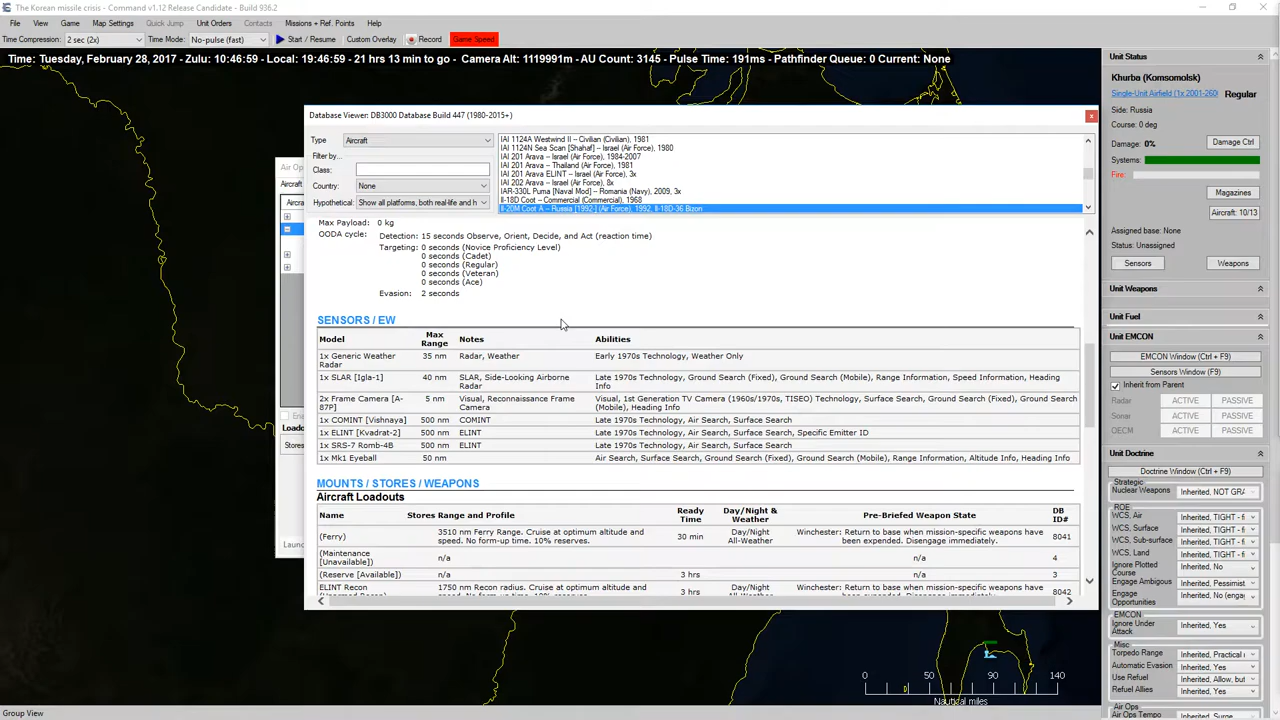 The Korean missile crisis - Command v1.12 Release Candidate - Build 936.2
File View Game Map Settings Quick Jump Unit Orders Contacts Missions + Ref. Points Help
Time Compression: 2 sec (2x) Time Mode: No-pulse (fast) Start / Resume Custom Overlay Record Game Speed
Time: Tuesday, February 28, 2017 - Zulu: 10:46:59 - Local: 19:46:59 - 21 hrs 13 min to go - Camera Alt: 1119991m - AU Count: 3145 - Pulse Time: 191ms - Pathfinder Queue: 0 Current: None
Air Op
Aircraft
Aircra
Loado
Stores
Launc
Database Viewer: DB3000 Database Build 447 (1980-2015+)
Type Aircraft
Filter by...
Class:
Country: None
Hypothetical: Show all platforms, both real-life and h
IAI 1124A Westwind II -- Civilian (Civilian), 1981
IAI 1124N Sea Scan [Shahaf] -- Israel (Air Force), 1980
IAI 201 Arava -- Israel (Air Force), 1984-2007
IAI 201 Arava -- Thailand (Air Force), 1981
IAI 201 Arava ELINT -- Israel (Air Force), 3x
IAI 202 Arava -- Israel (Air Force), 8x
IAR-330L Puma [Naval Mod] -- Romania (Navy), 2009, 3x
Il-18D Coot -- Commercial (Commercial), 1968
Il-20M Coot A -- Russia [1992-] (Air Force), 1992, Il-18D-36 Bizon
Max Payload: 0 kg
OODA cycle: Detection: 15 seconds Observe, Orient, Decide, and Act (reaction time)
Targeting: 0 seconds (Novice Proficiency Level)
0 seconds (Cadet)
0 seconds (Regular)
0 seconds (Veteran)
0 seconds (Ace)
Evasion: 2 seconds
SENSORS / EW
Model Max Range Notes Abilities
1x Generic Weather Radar 35 nm Radar, Weather Early 1970s Technology, Weather Only
1x SLAR [Igla-1] 40 nm SLAR, Side-looking Airborne Radar Late 1970s Technology, Ground Search (Fixed), Ground Search (Mobile), Range Information, Speed Information, Heading Info
2x Frame Camera [A-87P] 5 nm Visual, Reconnaissance Frame Camera Visual, 1st Generation TV Camera (1960s/1970s, TISEO) Technology, Surface Search, Ground Search (Fixed), Ground Search (Mobile), Heading Info
1x COMINT [Vishnaya] 500 nm COMINT Late 1970s Technology, Air Search, Surface Search
1x ELINT [Kvadrat-2] 500 nm ELINT Late 1970s Technology, Air Search, Surface Search, Specific Emitter ID
1x SRS-7 Romb-4B 500 nm ELINT Late 1970s Technology, Air Search, Surface Search
1x Mk1 Eyeball 50 nm Air Search, Surface Search, Ground Search (Fixed), Ground Search (Mobile), Range Information, Altitude Info, Heading Info
MOUNTS / STORES / WEAPONS
Aircraft Loadouts
Name Stores Range and Profile Ready Time Day/Night & Weather Pre-Briefed Weapon State DB ID#
(Ferry) 3510 nm Ferry Range. Cruise at optimum altitude and speed. No form-up time. 10% reserves. 30 min Day/Night All-Weather Winchester: Return to base when mission-specific weapons have been expended. Disengage immediately. 8041
(Maintenance [Unavailable]) n/a n/a 4
(Reserve [Available]) n/a 3 hrs n/a 3
ELINT Recon 1750 nm Recon radius. Cruise at optimum altitude and 3 hrs Day/Night Winchester: Return to base when mission-specific weapons have 8042
Unit Status
Khurba (Komsomolsk)
Single-Unit Airfield (1x 2001-260 Regular
Side: Russia
Course: 0 deg
Damage: 0% Damage Ctrl
Systems:
Fire:
Magazines
Aircraft: 10/13
Assigned base: None
Status: Unassigned
Sensors Weapons
Unit Weapons
Unit Fuel
Unit EMCON
EMCON Window (Ctrl + F9)
Sensors Window (F9)
Inherit from Parent
Radar ACTIVE PASSIVE
Sonar ACTIVE PASSIVE
OECM ACTIVE PASSIVE
Unit Doctrine
Doctrine Window (Ctrl + F9)
Strategic
Nuclear Weapons Inherited, NOT GRA
ROE
WCS, Air Inherited, TIGHT - f
WCS, Surface Inherited, TIGHT - f
WCS, Sub-surface Inherited, TIGHT - f
WCS, Land Inherited, TIGHT - f
Ignore Plotted Course Inherited, No
Engage Ambiguous Inherited, Pessimist
Engage Opportunities Inherited, No (engag
EMCON
Ignore Under Attack Inherited, Yes
Misc
Torpedo Range Inherited, Practical
Automatic Evasion Inherited, Yes
Use Refuel Inherited, Allow, but
Refuel Allies Inherited, Yes
Air Ops
Air Ops Tempo Inherited, Surge
0 50 90 140
Nautical miles
Group View